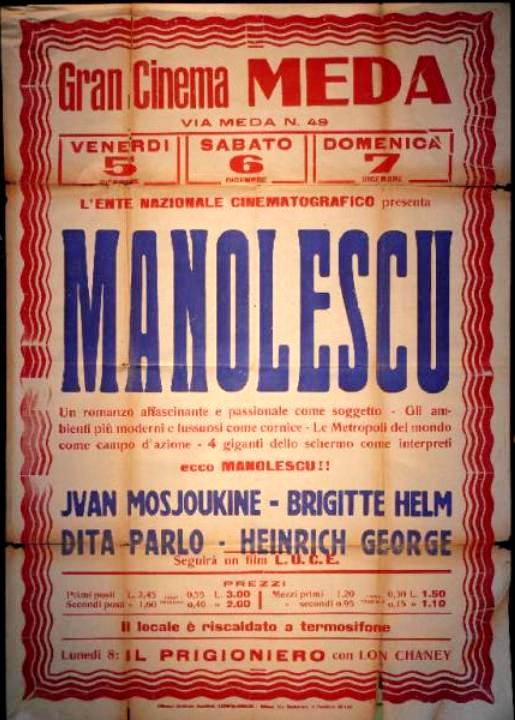 Gran Cinema MEDA
VIA MEDA N. 49
VENERDI SABATO DOMENICA
5 6 7
DICEMBRE DICEMBRE DICEMBRE
L'ENTE NAZIONALE CINEMATOGRAFICO presenta
MANOLESCU
Un romanzo affascinante e passionale come soggetto - Gli am-
bienti più moderni e lussuosi come cornice - Le Metropoli del mondo
come campo d'azione - 4 giganti dello schermo come interpreti
ecco MANOLESCU!!
JVAN MOSJOUKINE - BRIGITTE HELM
DITA PARLO - HEINRICH GEORGE
Seguirà un film L.U.C.E.
PREZZI
Primi posti L. 2,45 0,55 L. 3.00 Mezzi primi 1.20 0,30 L. 1.50
Secondi posti » 1,60 0,40 » 2.00 » secondi 0.95 0,15 » 1.10
Il locale è riscaldato a termosifone
Lunedì 8: IL PRIGIONIERO con LON CHANEY